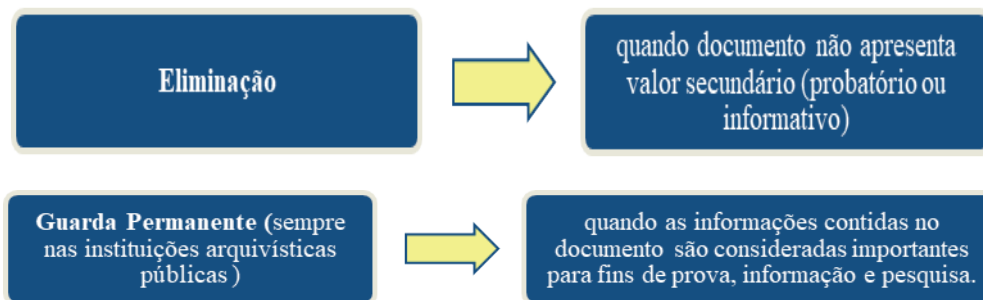 Eliminação
quando documento não apresenta
valor secundário (probatório ou
informativo)
Guarda Permanente (sempre
nas instituições arquivísticas
públicas )
quando as informações contidas no
documento são consideradas importantes
para fins de prova, informação e pesquisa.